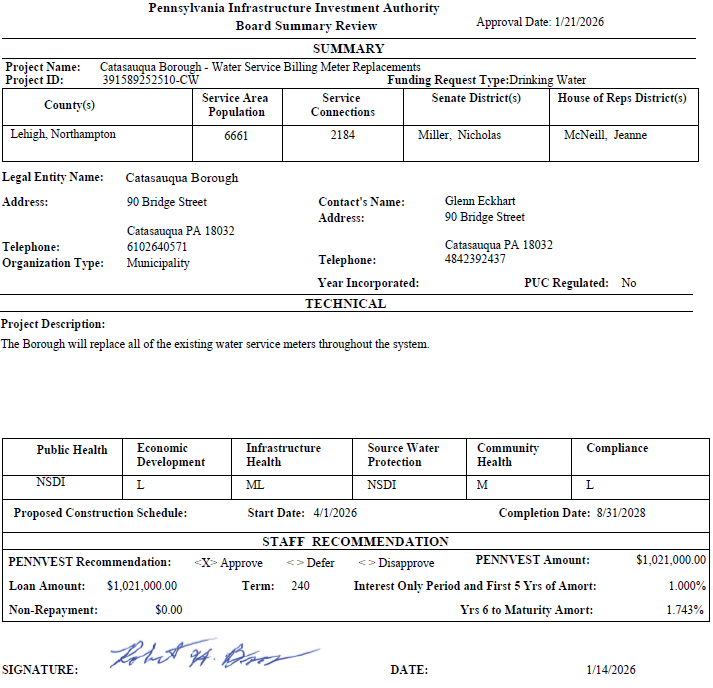 Pennsylvania Infrastructure Investment Authority
Board Summary Review
Approval Date: 1/21/2026
SUMMARY
Project Name: Catasauqua Borough - Water Service Billing Meter Replacements
Project ID: 391589252510-CW Funding Request Type:Drinking Water
County(s) Service Area Population Service Connections Senate District(s) House of Reps District(s)
Lehigh, Northampton 6661 2184 Miller, Nicholas McNeill, Jeanne
Legal Entity Name: Catasauqua Borough
Address: 90 Bridge Street Contact's Name: Glenn Eckhart
Address: 90 Bridge Street
Catasauqua PA 18032
Telephone: 6102640571 Catasauqua PA 18032
Organization Type: Municipality Telephone: 4842392437
Year Incorporated: PUC Regulated: No
TECHNICAL
Project Description:
The Borough will replace all of the existing water service meters throughout the system.
Public Health Economic Development Infrastructure Health Source Water Protection Community Health Compliance
NSDI L ML NSDI M L
Proposed Construction Schedule: Start Date: 4/1/2026 Completion Date: 8/31/2028
STAFF RECOMMENDATION
PENNVEST Recommendation: <X> Approve < > Defer < > Disapprove PENNVEST Amount: $1,021,000.00
Loan Amount: $1,021,000.00 Term: 240 Interest Only Period and First 5 Yrs of Amort: 1.000%
Non-Repayment: $0.00 Yrs 6 to Maturity Amort: 1.743%
SIGNATURE: DATE: 1/14/2026